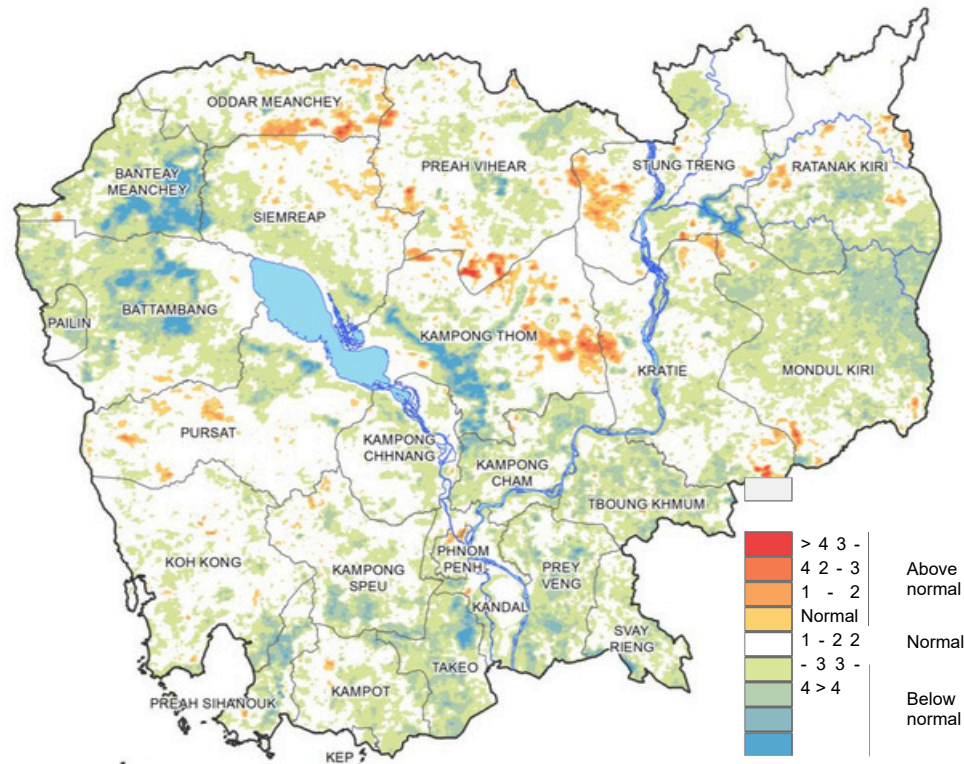 ODDAR MEANCHEY
BANTEAY
MEANCHEY
PREAH VIHEAR
STUNG TRENG
RATANAK KIRI
SIEMREAP
BATTAMBANG
PAILIN
KAMPONG THOM
KRATIE
MONDUL KIRI
PURSAT
KAMPONG
CHHNANG
KAMPONG
CHAM
TBOUNG KHMUM
KOH KONG
KAMPONG
SPEU
PHNOM
PENH
PREY
VENG
KANDAL
SVAY
RIENG
TAKEO
PREAH SIHANOUK
KAMPOT
KEP
> 4 3 -
4 2 - 3
1 - 2
Normal
1 - 2 2
- 3 3 -
4 > 4
Above
normal
Normal
Below
normal